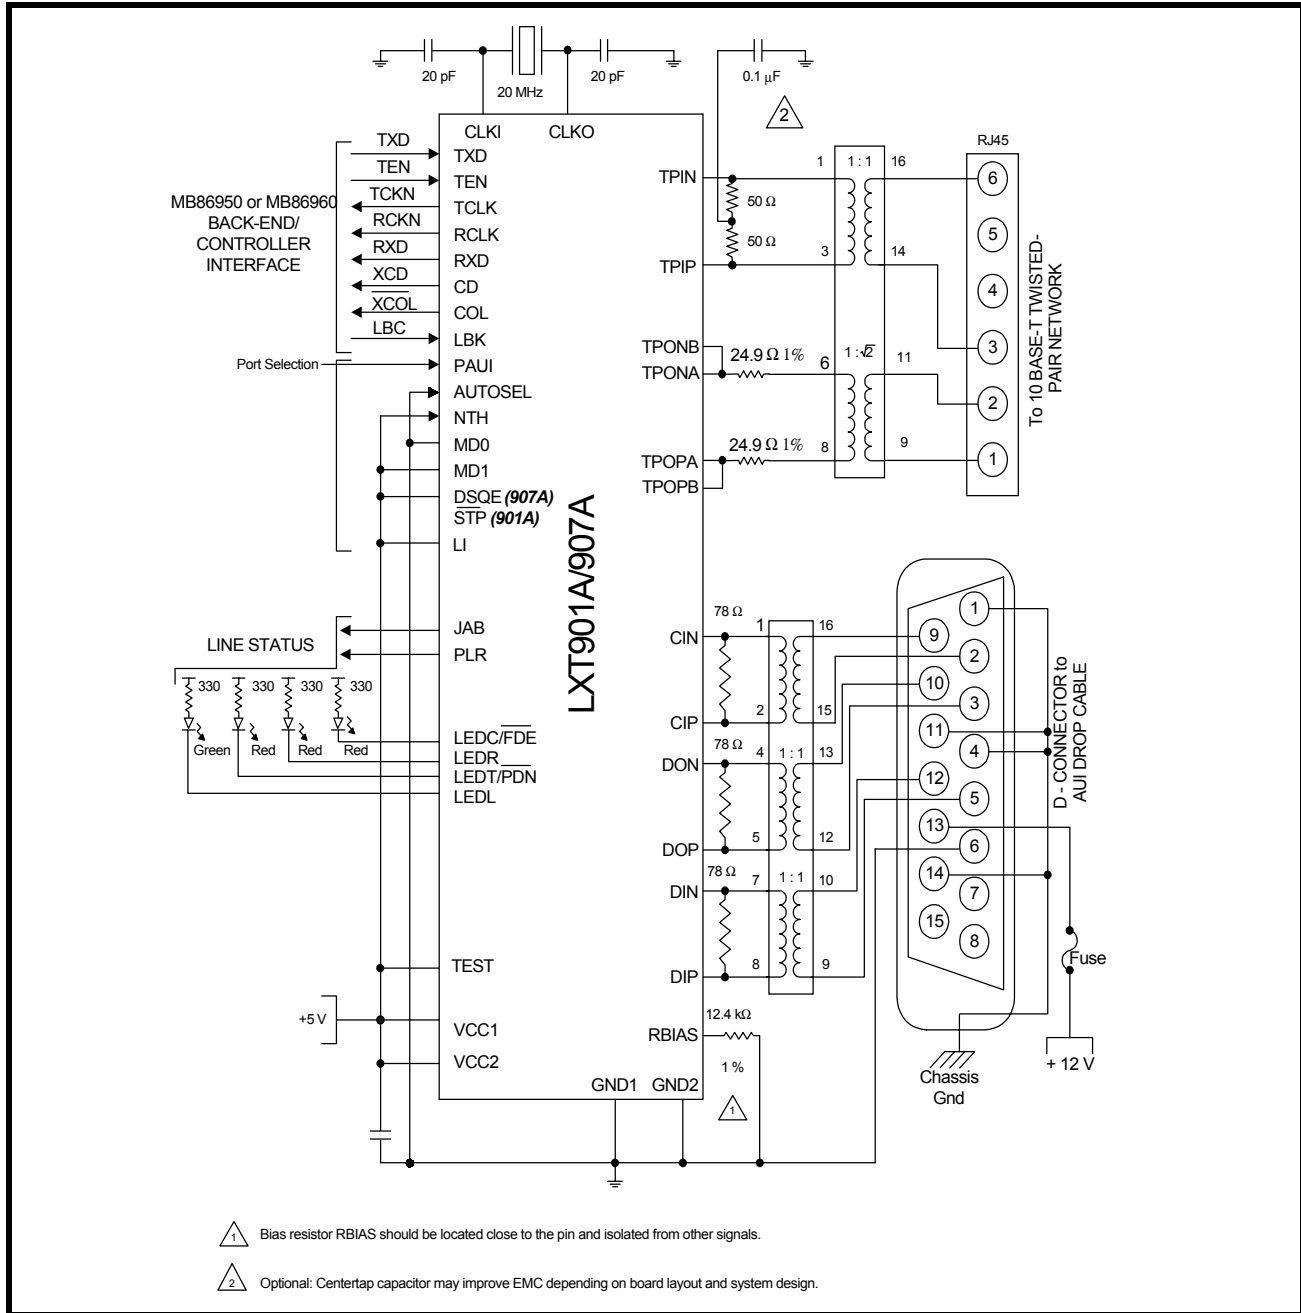 20 pF
20 MHz
20 pF
0.1 μF
2
CLKI
CLKO
MB86950 or MB86960
BACK-END/
CONTROLLER
INTERFACE
TXD
TEN
TCKN
RCKN
RXD
XCD
XCOL
LBC
Port Selection
TXD
TEN
TCLK
RCLK
RXD
CD
COL
LBK
PAUI
AUTOSEL
NTH
MD0
MD1
DSQE (907A)
STP (901A)
LI
LINE STATUS
JAB
PLR
330
330
330
330
Green
Red
Red
Red
LEDC/FDE
LEDR
LEDT/PDN
LEDL
TEST
+5 V
VCC1
VCC2
GND1
GND2
LXT901A/907A
TPIN
TPIP
50 Ω
50 Ω
1
1 : 1
16
3
14
TPONB
TPONA
24.9 Ω 1%
6
1 : √2
11
TPOPA
TPOPB
24.9 Ω 1%
8
9
RJ45
6
5
4
3
2
1
To 10 BASE-T TWISTED-
PAIR NETWORK
CIN
78 Ω
1
16
CIP
2
15
DON
78 Ω
4
1 : 1
13
DOP
5
12
DIN
78 Ω
7
1 : 1
10
DIP
8
9
RBIAS
12.4 kΩ
1 %
1
1
9
2
10
3
11
4
12
5
13
6
14
7
15
8
D - CONNECTOR to
AUI DROP CABLE
Fuse
+ 12 V
Chassis
Gnd
1 Bias resistor RBIAS should be located close to the pin and isolated from other signals.
2 Optional: Centertap capacitor may improve EMC depending on board layout and system design.